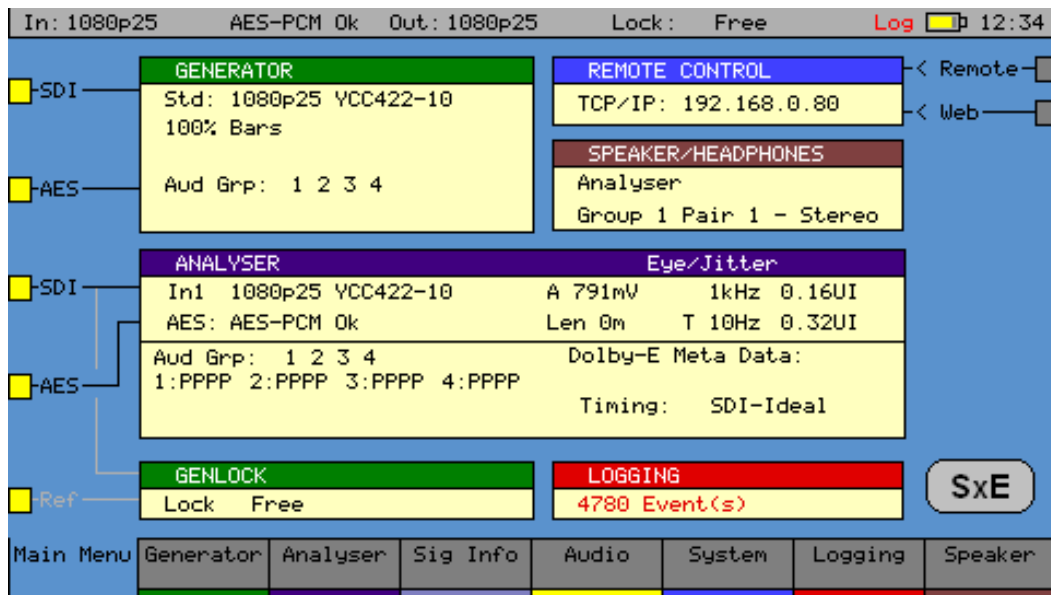 In: 1080p25 AES-PCM Ok Out: 1080p25 Lock: Free Log 12:34
GENERATOR
Std: 1080p25 YCC422-10
100% Bars
Aud Grp: 1 2 3 4
REMOTE CONTROL
TCP/IP: 192.168.0.80
< Remote
< Web
SPEAKER/HEADPHONES
Analyser
Group 1 Pair 1 - Stereo
SDI
AES
ANALYSER Eye/Jitter
In1 1080p25 YCC422-10 A 791mV 1kHz 0.16UI
AES: AES-PCM Ok Len 0m T 10Hz 0.32UI
Aud Grp: 1 2 3 4 Dolby-E Meta Data:
1:PPPP 2:PPPP 3:PPPP 4:PPPP
Timing: SDI-Ideal
SDI
AES
GENLOCK
Lock Free
Ref
LOGGING
4780 Event(s)
SxE
Main Menu Generator Analyser Sig Info Audio System Logging Speaker